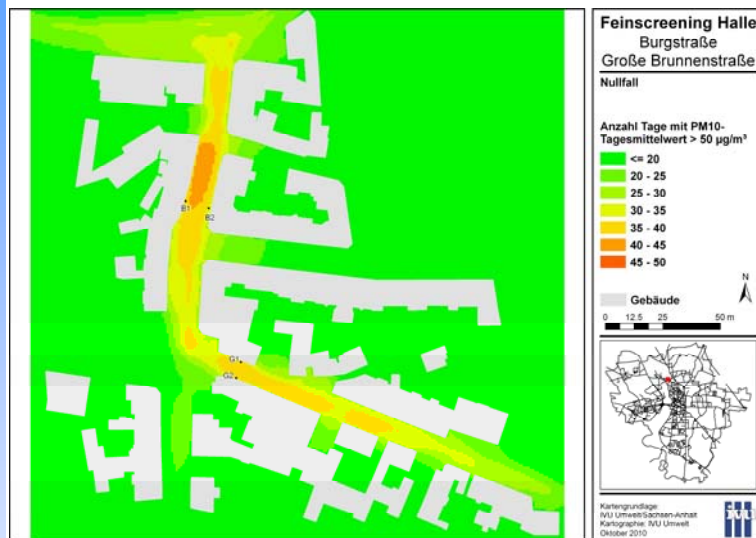 Feinscreening Halle
Burgstraße
Große Brunnenstraße
Nullfall
Anzahl Tage mit PM10-
Tagesmittelwert > 50 µg/m³
<= 20
20 - 25
25 - 30
30 - 35
35 - 40
40 - 45
45 - 50
Gebäude
N
0 12.5 25 50 m
B1
B2
G1
G2
Kartengrundlage:
IVU Umwelt/Sachsen-Anhalt
Kartographie: IVU Umwelt
Oktober 2010
IVU